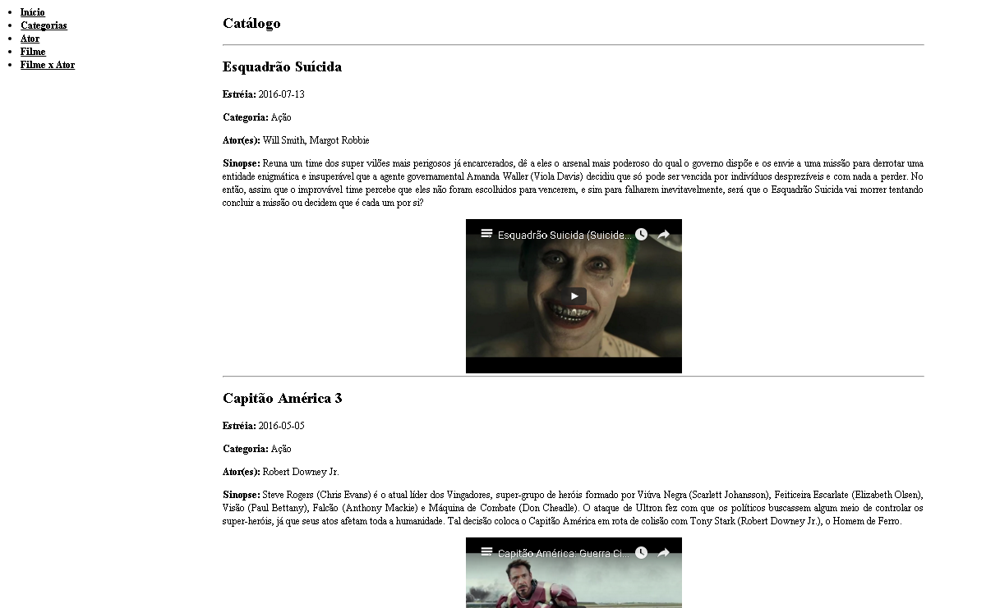 Início
Categorias
Ator
Filme
Filme x Ator
Catálogo
Esquadrão Suícida
Estréia: 2016-07-13
Categoria: Ação
Ator(es): Will Smith, Margot Robbie
Sinopse: Reuna um time dos super vilões mais perigosos já encarcerados, dê a eles o arsenal mais poderoso do qual o governo dispõe e os envie a uma missão para derrotar uma
entidade enigmática e insuperável que a agente governamental Amanda Waller (Viola Davis) decidiu que só pode ser vencida por indivíduos desprezíveis e com nada a perder. No
então, assim que o improvável time percebe que eles não foram escolhidos para vencerem, e sim para falharem inevitavelmente, será que o Esquadrão Suicida vai morrer tentando
concluir a missão ou decidem que é cada um por si?
Esquadrão Suicida (Suicide...
Capitão América 3
Estréia: 2016-05-05
Categoria: Ação
Ator(es): Robert Downey Jr.
Sinopse: Steve Rogers (Chris Evans) é o atual líder dos Vingadores, super-grupo de heróis formado por Viúva Negra (Scarlett Johansson), Feiticeira Escarlate (Elizabeth Olsen),
Visão (Paul Bettany), Falcão (Anthony Mackie) e Máquina de Combate (Don Cheadle). O ataque de Ultron fez com que os políticos buscassem algum meio de controlar os
super-heróis, já que seus atos afetam toda a humanidade. Tal decisão coloca o Capitão América em rota de colisão com Tony Stark (Robert Downey Jr.), o Homem de Ferro.
Capitão América: Guerra Ci...